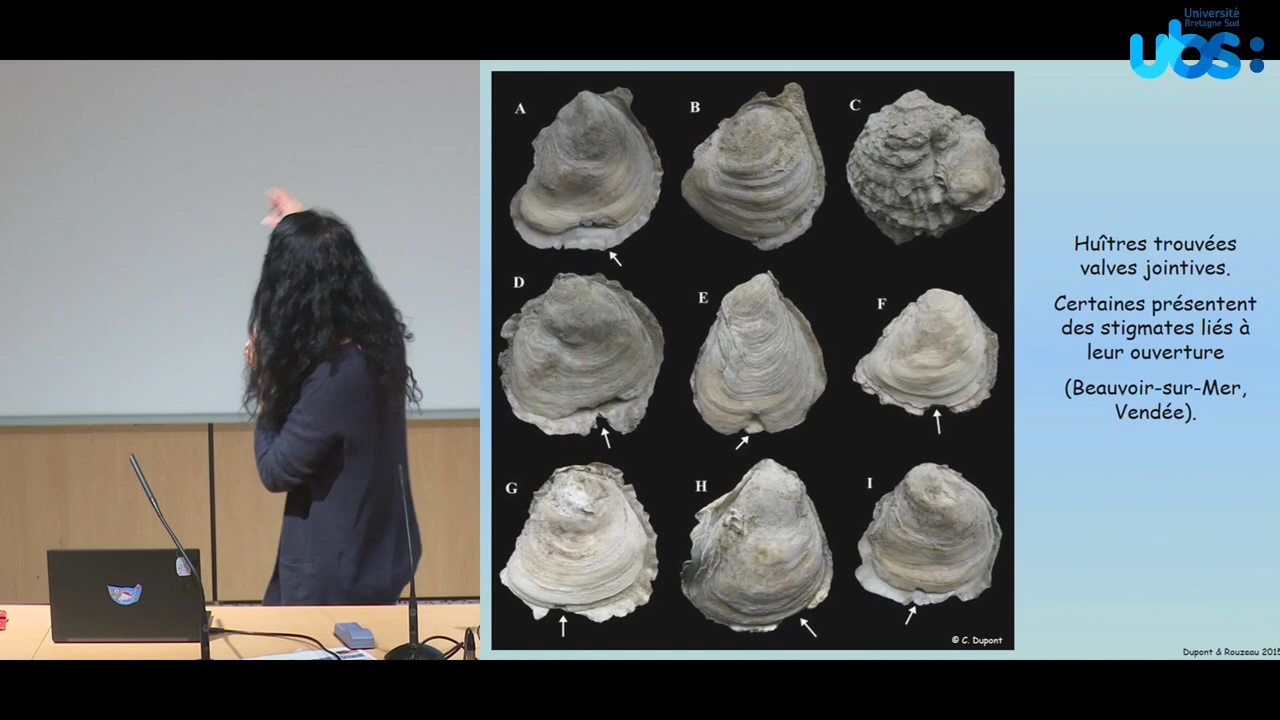 Université
Bretagne Sud
ubs:
A
B
C
D
E
F
G
H
I
© C. Dupont
Huîtres trouvées
valves jointives.
Certaines présentent
des stigmates liés à
leur ouverture
(Beauvoir-sur-Mer,
Vendée).
Dupont & Rouzeau 2015